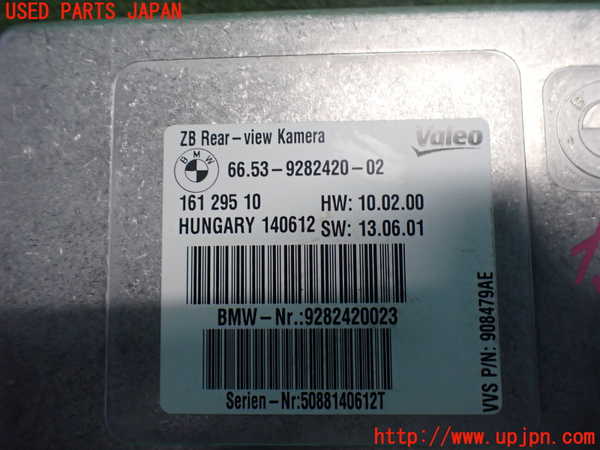 USED PARTS JAPAN
ZB Rear-view Kamera
Valeo
BMW
66.53-9282420-02
161 295 10 HW: 10.02.00
HUNGARY 140612 SW: 13.06.01
BMW-Nr.:9282420023
Serien-Nr:5088140612T
VVS P/N: 908479AE
http://www.upjpn.com/